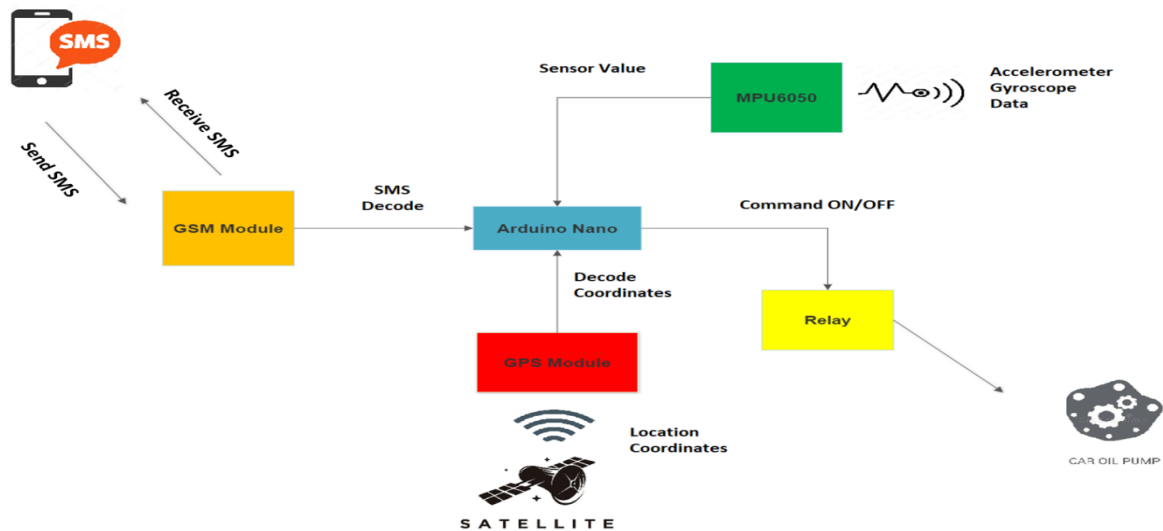 SMS
Receive SMS
Send SMS
GSM Module
SMS
Decode
Sensor Value
MPU6050
Accelerometer
Gyroscope
Data
Arduino Nano
Command ON/OFF
Decode
Coordinates
Relay
GPS Module
Location
Coordinates
SATELLITE
CAR OIL PUMP